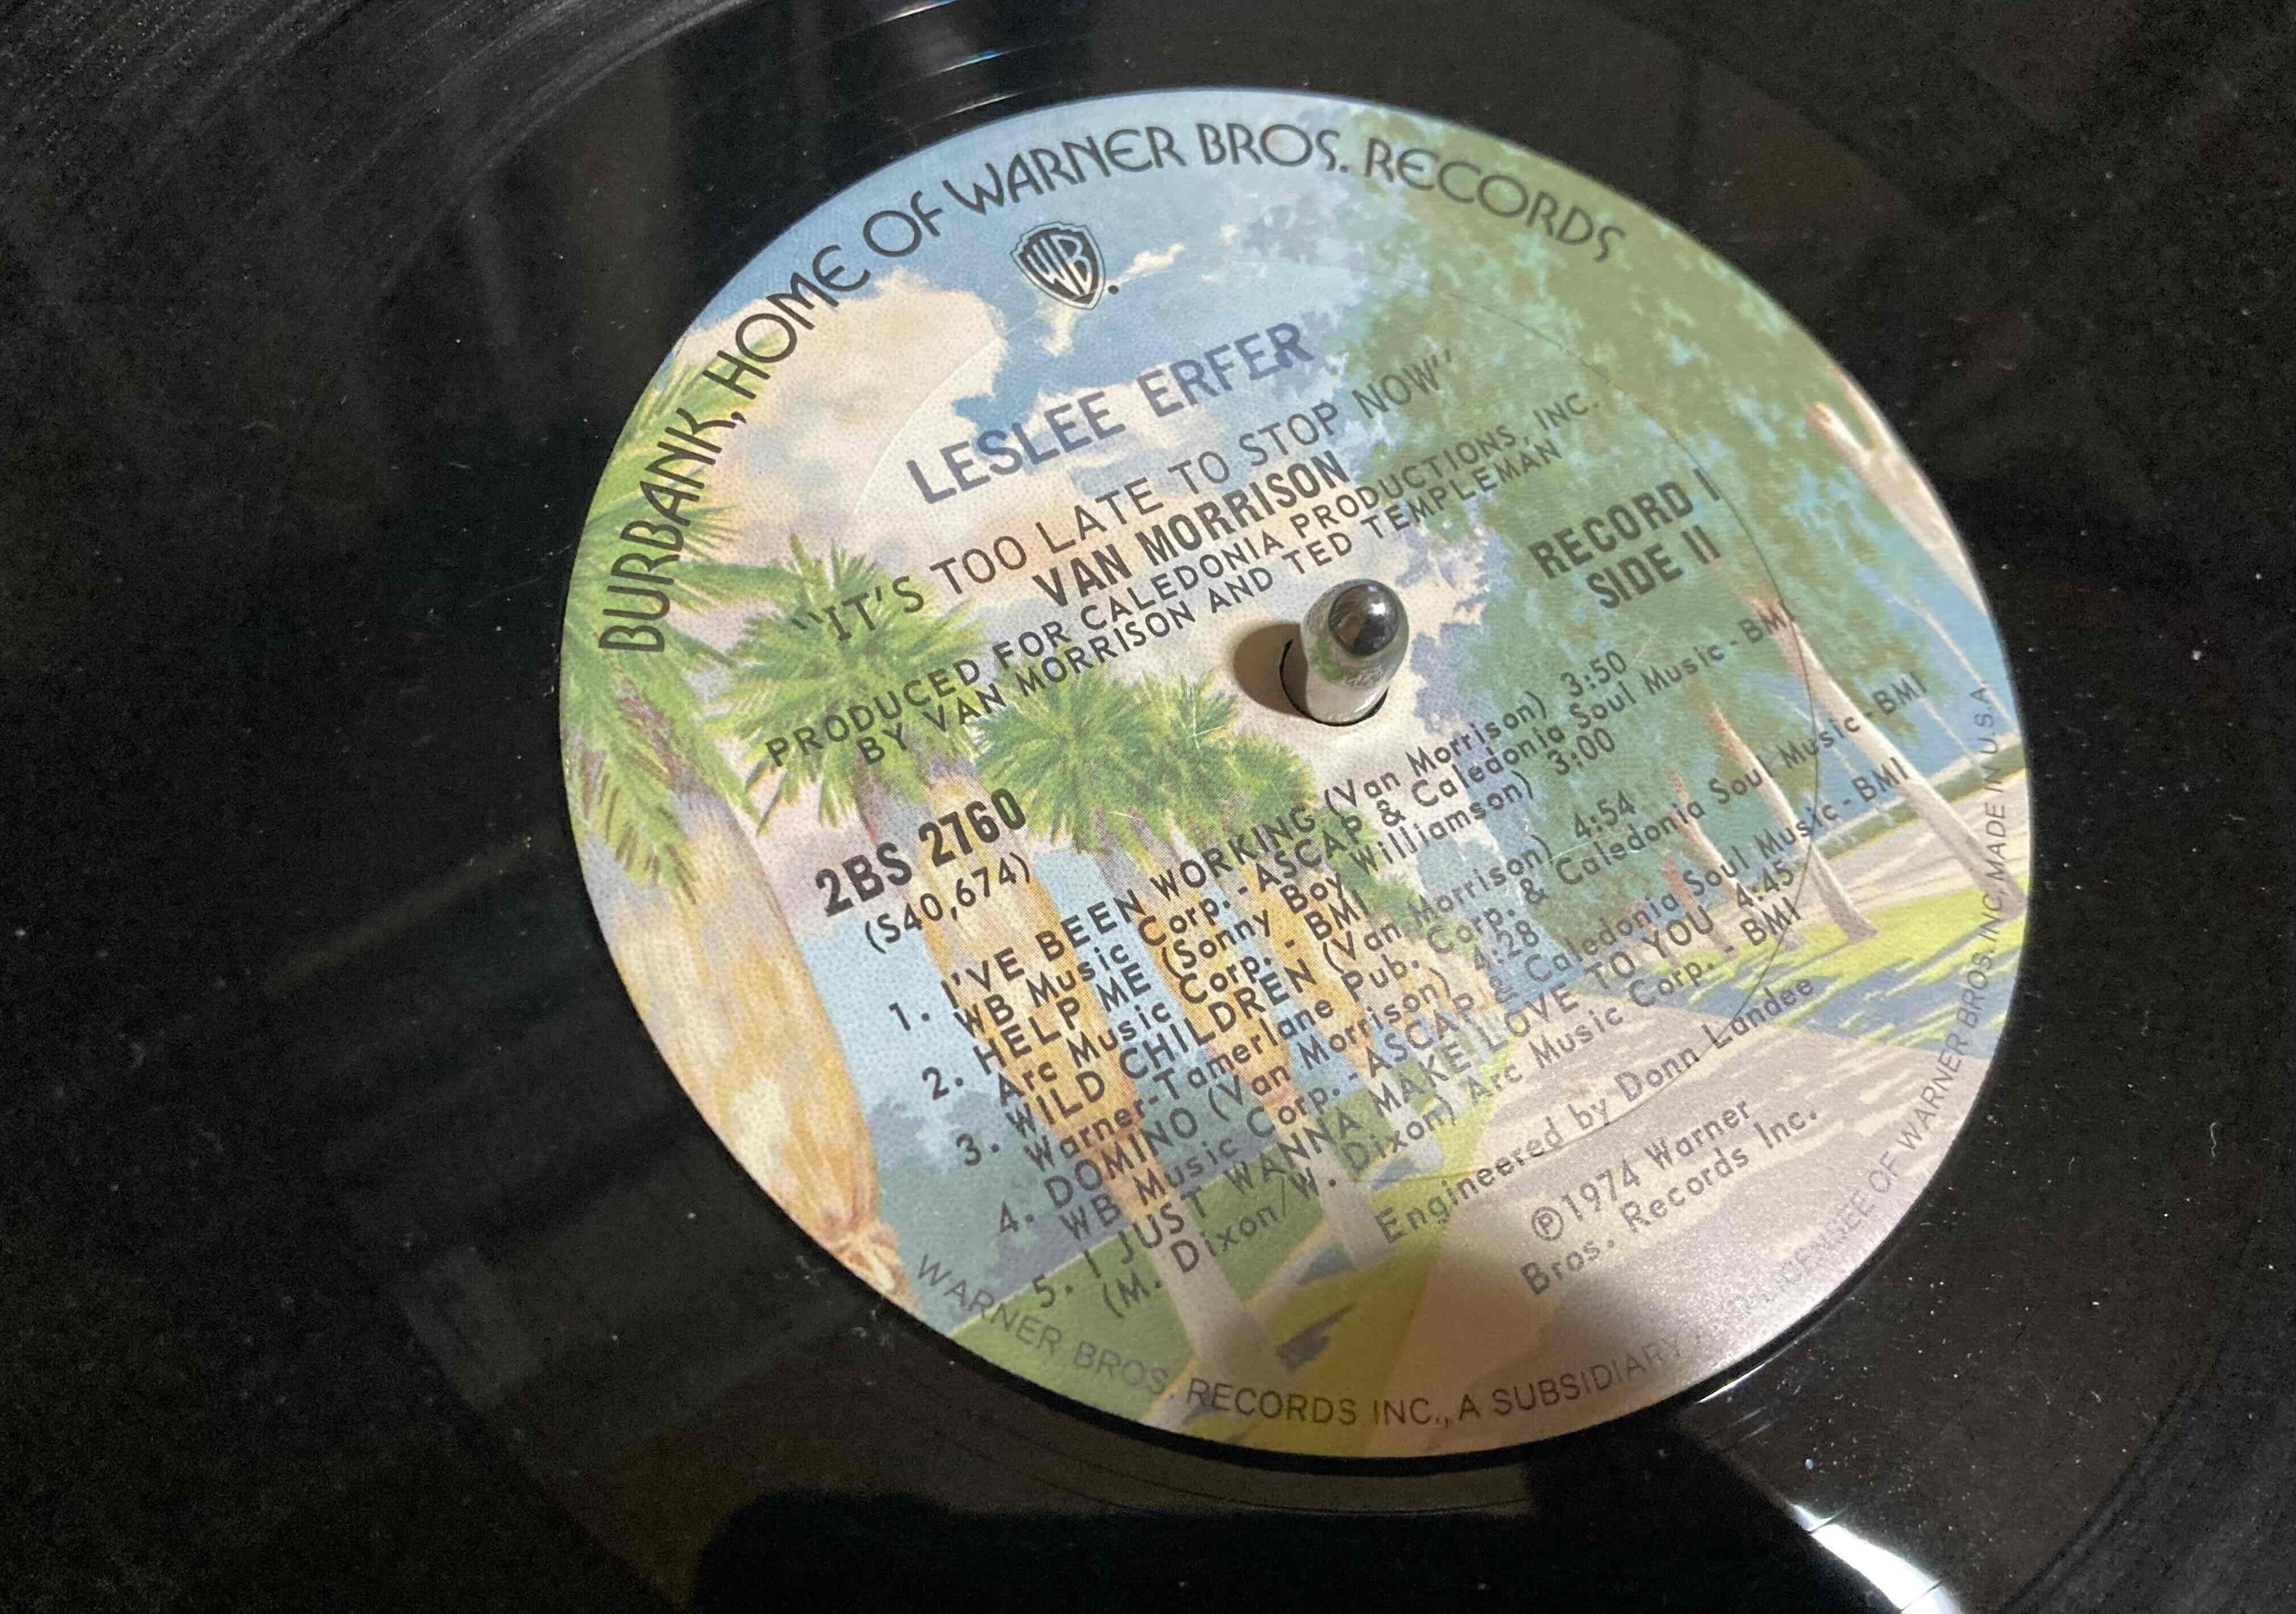 BURBANK, HOME OF WARNER BROS. RECORDS
WB
LESLEE ERFER
"IT'S TOO LATE TO STOP NOW"
VAN MORRISON
PRODUCED FOR CALEDONIA PRODUCTIONS, INC.
BY VAN MORRISON AND TED TEMPLEMAN
RECORD I
SIDE II
2BS 2760
(S40,674)
1. I'VE BEEN WORKING (Van Morrison) 3:50
WB Music Corp. - ASCAP & Caledonia Soul Music - BMI
2. HELP ME (Sonny Boy Williamson) 3:00
Arc Music Corp. - BMI
3. WILD CHILDREN (Van Morrison) 4:54
Warner-Tamerlane Pub. Corp. & Caledonia Soul Music - BMI
4. DOMINO (Van Morrison) 4:28
WB Music Corp. - ASCAP & Caledonia Soul Music - BMI
5. I JUST WANNA MAKE LOVE TO YOU 4:45
(M. Dixon/W. Dixon) Arc Music Corp. - BMI
Engineered by Donn Landee
Ⓟ1974 Warner
Bros. Records Inc.
WARNER BROS. RECORDS INC., A SUBSIDIARY & LICENSEE OF WARNER BROS. INC. MADE IN U.S.A.